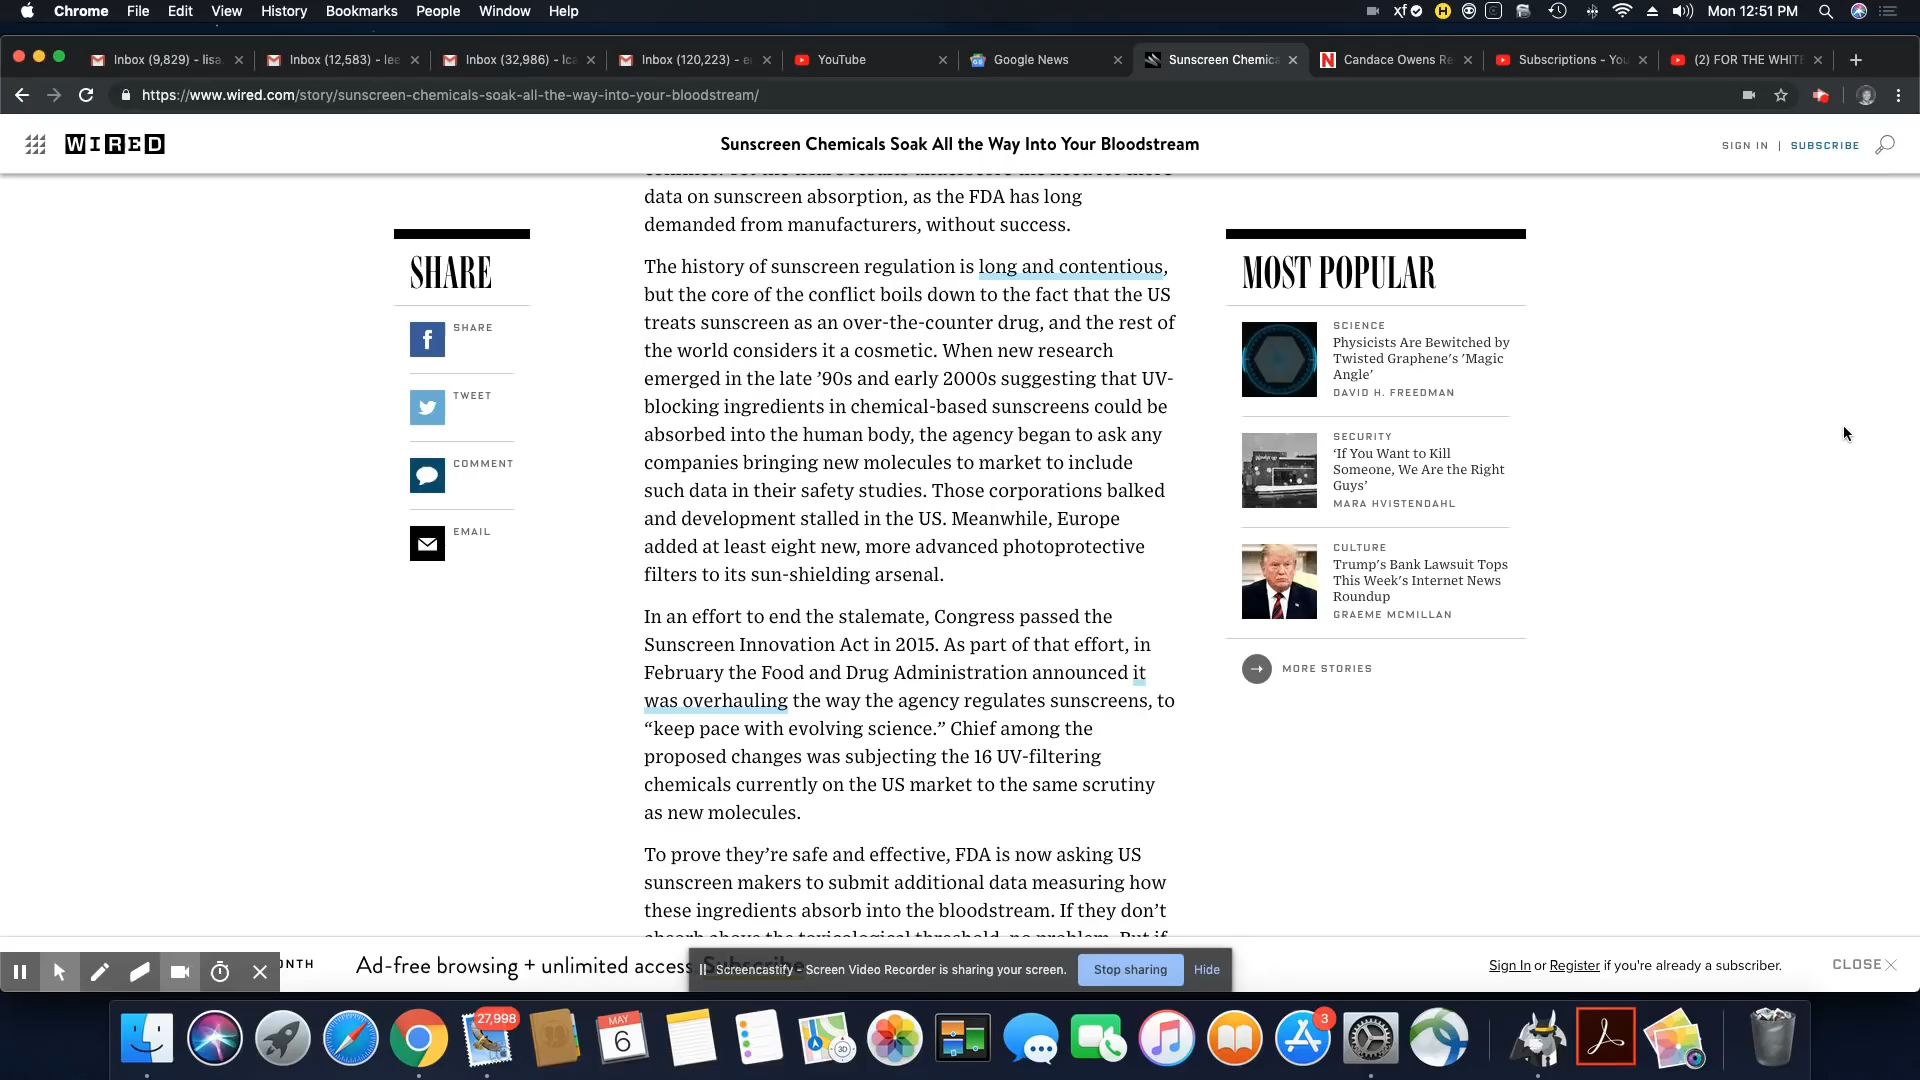 Chrome File Edit View History Bookmarks People Window Help
Mon 12:51 PM
Inbox (9,829) - lisa.
Inbox (12,583) - lee
Inbox (32,986) - lca
Inbox (120,223) - e
YouTube
Google News
Sunscreen Chemica
Candace Owens Re
Subscriptions - You
(2) FOR THE WHIT
https://www.wired.com/story/sunscreen-chemicals-soak-all-the-way-into-your-bloodstream/
WIRED
Sunscreen Chemicals Soak All the Way Into Your Bloodstream
SIGN IN | SUBSCRIBE
data on sunscreen absorption, as the FDA has long
demanded from manufacturers, without success.
The history of sunscreen regulation is long and contentious,
but the core of the conflict boils down to the fact that the US
treats sunscreen as an over-the-counter drug, and the rest of
the world considers it a cosmetic. When new research
emerged in the late ’90s and early 2000s suggesting that UV-
blocking ingredients in chemical-based sunscreens could be
absorbed into the human body, the agency began to ask any
companies bringing new molecules to market to include
such data in their safety studies. Those corporations balked
and development stalled in the US. Meanwhile, Europe
added at least eight new, more advanced photoprotective
filters to its sun-shielding arsenal.
In an effort to end the stalemate, Congress passed the
Sunscreen Innovation Act in 2015. As part of that effort, in
February the Food and Drug Administration announced it
was overhauling the way the agency regulates sunscreens, to
“keep pace with evolving science.” Chief among the
proposed changes was subjecting the 16 UV-filtering
chemicals currently on the US market to the same scrutiny
as new molecules.
To prove they’re safe and effective, FDA is now asking US
sunscreen makers to submit additional data measuring how
these ingredients absorb into the bloodstream. If they don’t
absorb above the toxicological threshold, no problem. But if
SHARE
SHARE
TWEET
COMMENT
EMAIL
MOST POPULAR
SCIENCE
Physicists Are Bewitched by
Twisted Graphene's 'Magic
Angle'
DAVID H. FREEDMAN
SECURITY
‘If You Want to Kill
Someone, We Are the Right
Guys’
MARA HVISTENDAHL
CULTURE
Trump's Bank Lawsuit Tops
This Week's Internet News
Roundup
GRAEME MCMILLAN
MORE STORIES
ONTH
Ad-free browsing + unlimited access.
Screencastify - Screen Video Recorder is sharing your screen.
Stop sharing
Hide
Sign In or Register if you're already a subscriber.
CLOSE
27,998
MAY
6
3D
3